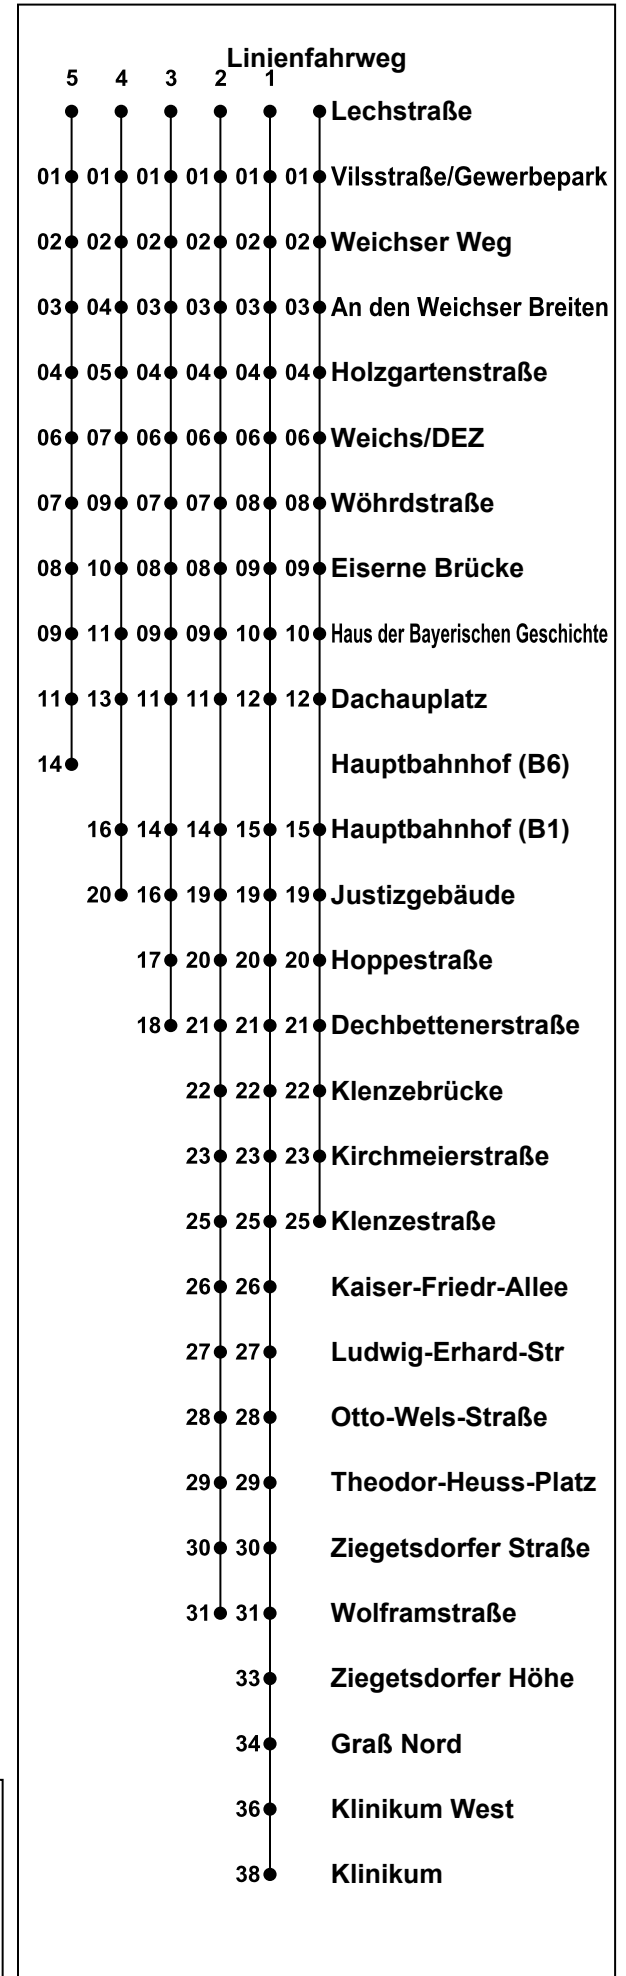 Linienfahrweg
5 4 3 2 1
Lechstraße
01 01 01 01 01 01 Vilsstraße/Gewerbepark
02 02 02 02 02 02 Weichser Weg
03 04 03 03 03 03 An den Weichser Breiten
04 05 04 04 04 04 Holzgartenstraße
06 07 06 06 06 06 Weichs/DEZ
07 09 07 07 08 08 Wöhrdstraße
08 10 08 08 09 09 Eiserne Brücke
09 11 09 09 10 10 Haus der Bayerischen Geschichte
11 13 11 11 12 12 Dachauplatz
14 Hauptbahnhof (B6)
16 14 14 15 15 Hauptbahnhof (B1)
20 16 19 19 19 Justizgebäude
17 20 20 20 Hoppestraße
18 21 21 21 Dechbettenerstraße
22 22 22 Klenzebrücke
23 23 23 Kirchmeierstraße
25 25 25 Klenzestraße
26 26 Kaiser-Friedr-Allee
27 27 Ludwig-Erhard-Str
28 28 Otto-Wels-Straße
29 29 Theodor-Heuss-Platz
30 30 Ziegetsdorfer Straße
31 31 Wolframstraße
33 Ziegetsdorfer Höhe
34 Graß Nord
36 Klinikum West
38 Klinikum